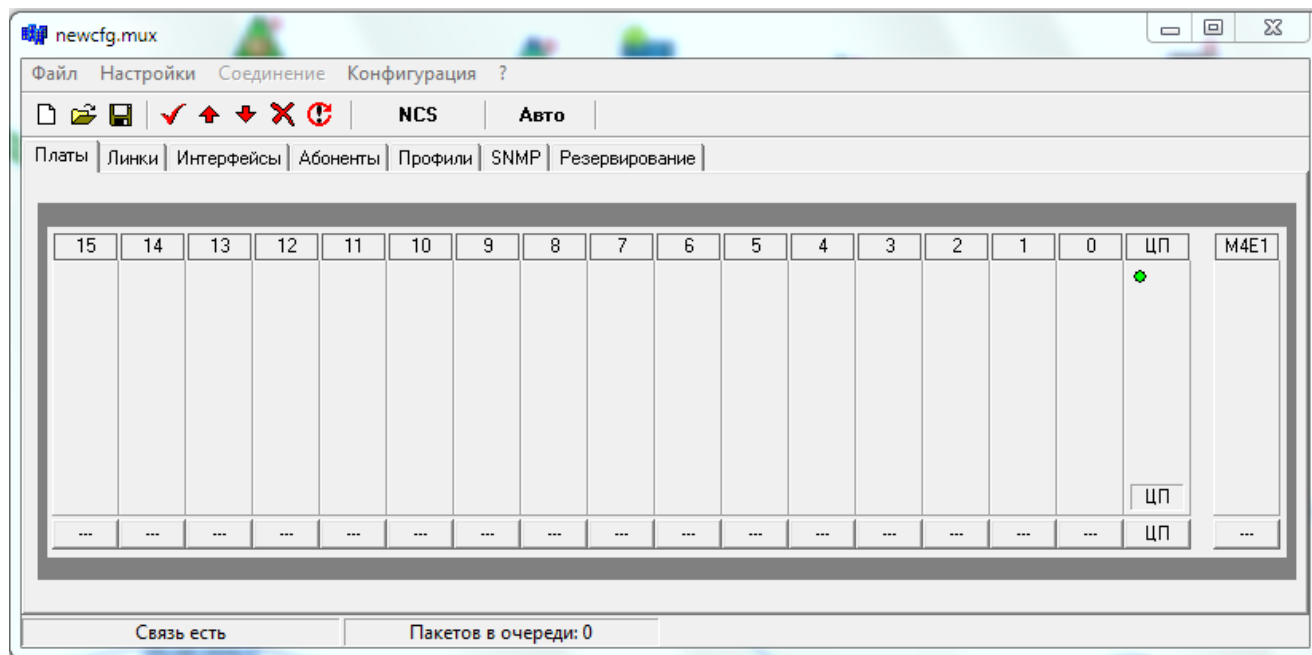 newcfg.mux
Файл Настройки Соединение Конфигурация ?
NCS Авто
Платы Линки Интерфейсы Абоненты Профили SNMP Резервирование
15 14 13 12 11 10 9 8 7 6 5 4 3 2 1 0 ЦП M4E1
ЦП
--- --- --- --- --- --- --- --- --- --- --- --- --- --- --- --- ЦП ---
Связь есть Пакетов в очереди: 0